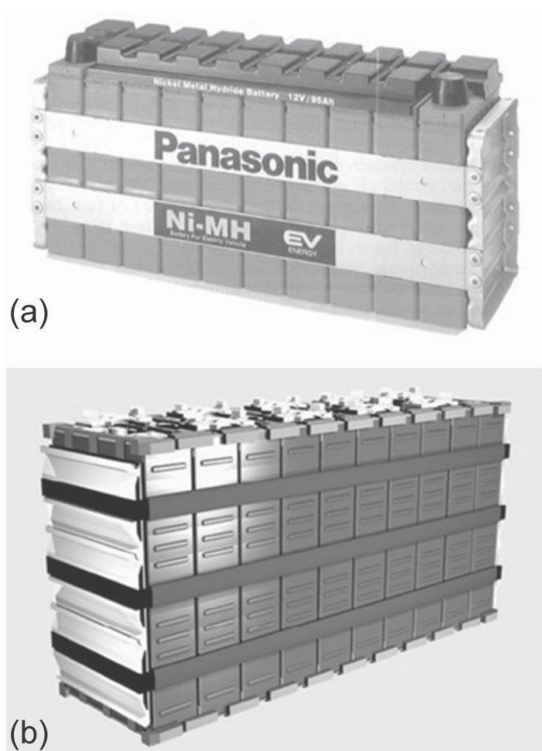 Nickel Metal Hydride Battery 12V/95Ah
Panasonic
Ni-MH
Battery For Electric Vehicle
EV
ENERGY
(a)
(b)